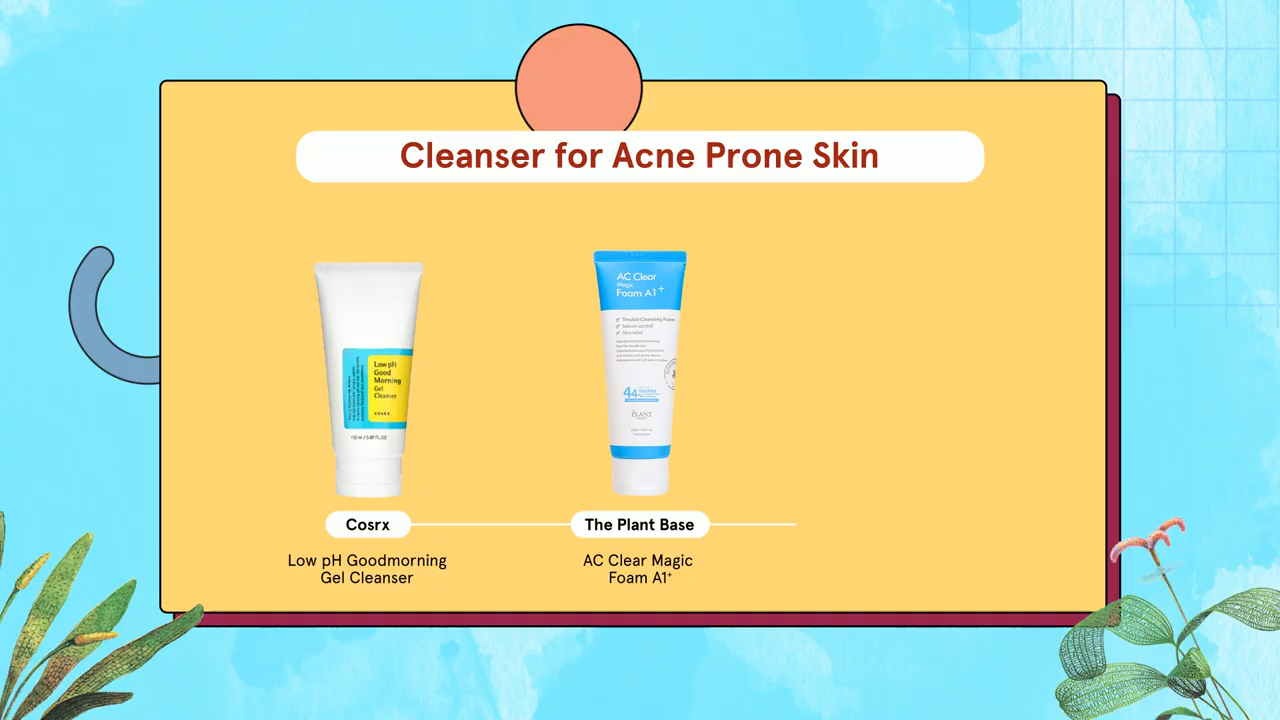 Cleanser for Acne Prone Skin
Low pH
Good
Morning
Gel
Cleanser
COSRX
AC Clear
Magic
Foam A1+
Trouble Cleansing Foam
Sebum control
Skin relief
44
PLANT
Cosrx
The Plant Base
Low pH Goodmorning
Gel Cleanser
AC Clear Magic
Foam A1+